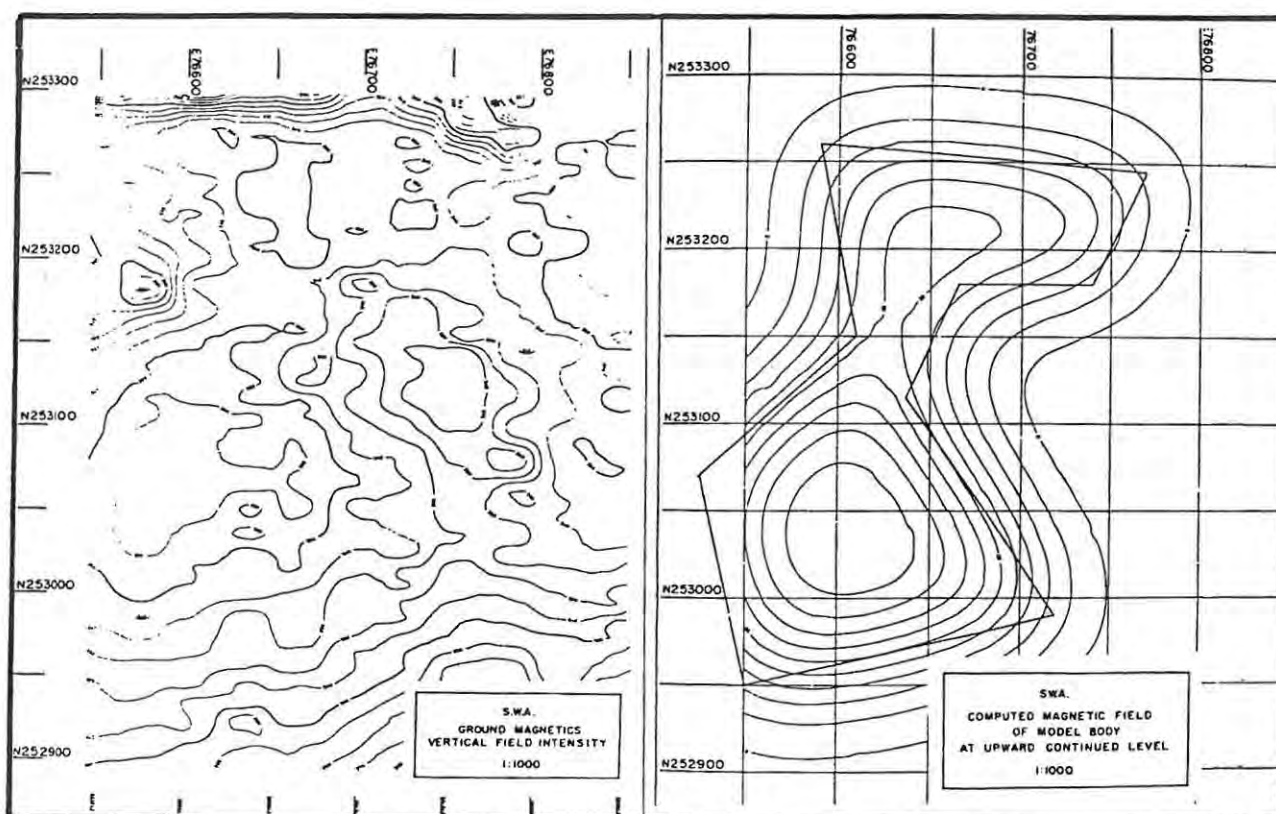 E76600
E76700
E76800
N253300
N253200
N253100
N253000
N252900
S.W.A.
GROUND MAGNETICS
VERTICAL FIELD INTENSITY
1:1000
76600
76700
76800
N253300
N253200
N253100
N253000
N252900
SWA.
COMPUTED MAGNETIC FIELD
OF MODEL BODY
AT UPWARD CONTINUED LEVEL
1:1000